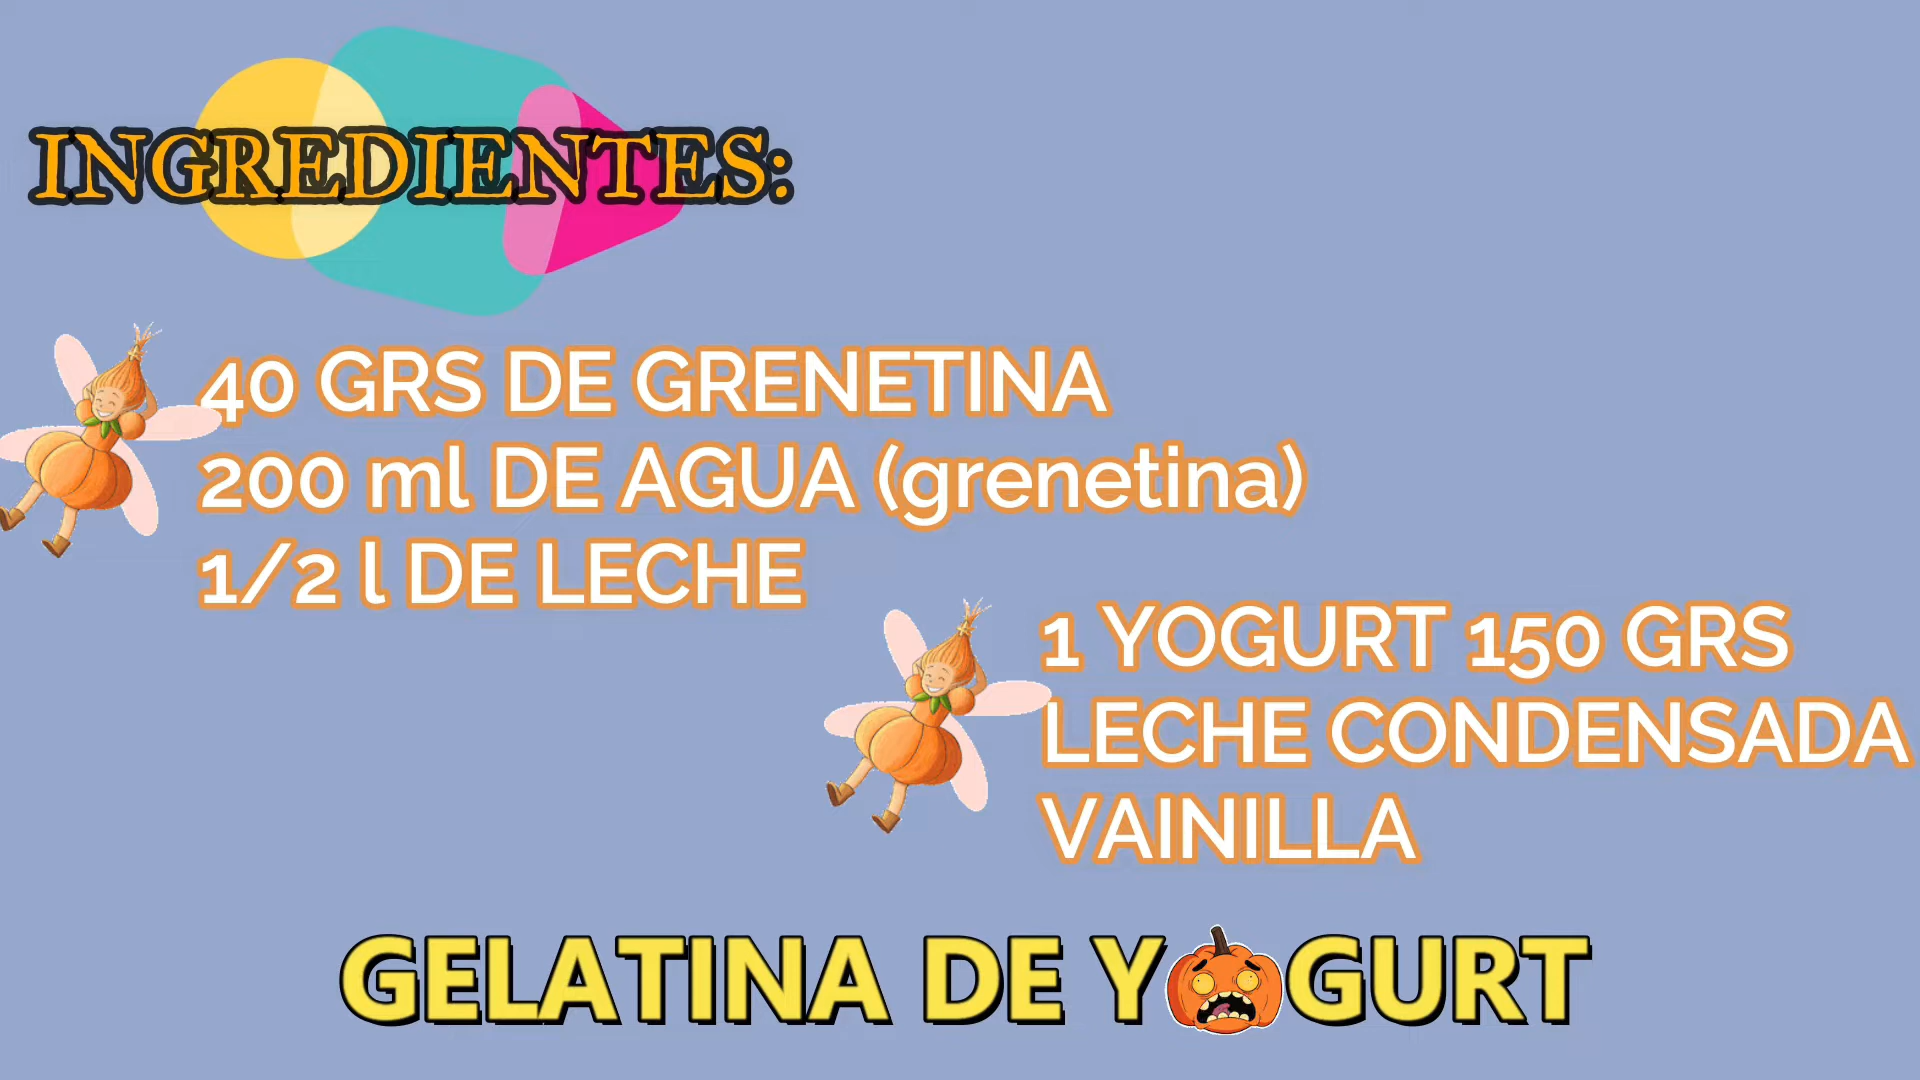 INGREDIENTES:
40 GRS DE GRENETINA
200 ml DE AGUA (grenetina)
1/2 l DE LECHE
1 YOGURT 150 GRS
LECHE CONDENSADA
VAINILLA
GELATINA DE YOGURT